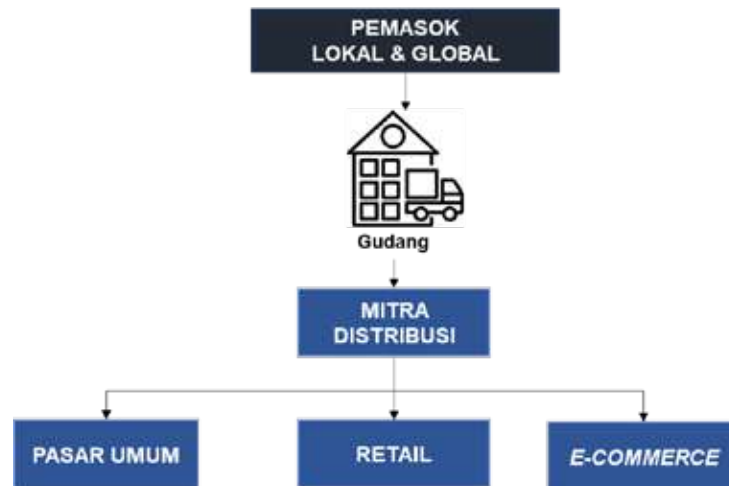 PEMASOK
LOKAL & GLOBAL
Gudang
MITRA
DISTRIBUSI
PASAR UMUM
RETAIL
E-COMMERCE